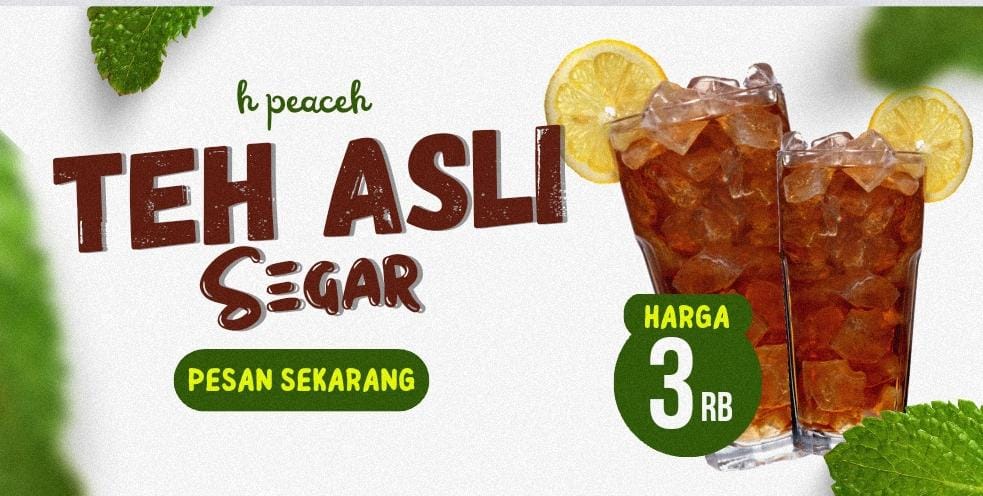 h peaceh
TEH ASLI
SEGAR
PESAN SEKARANG
HARGA
3 RB